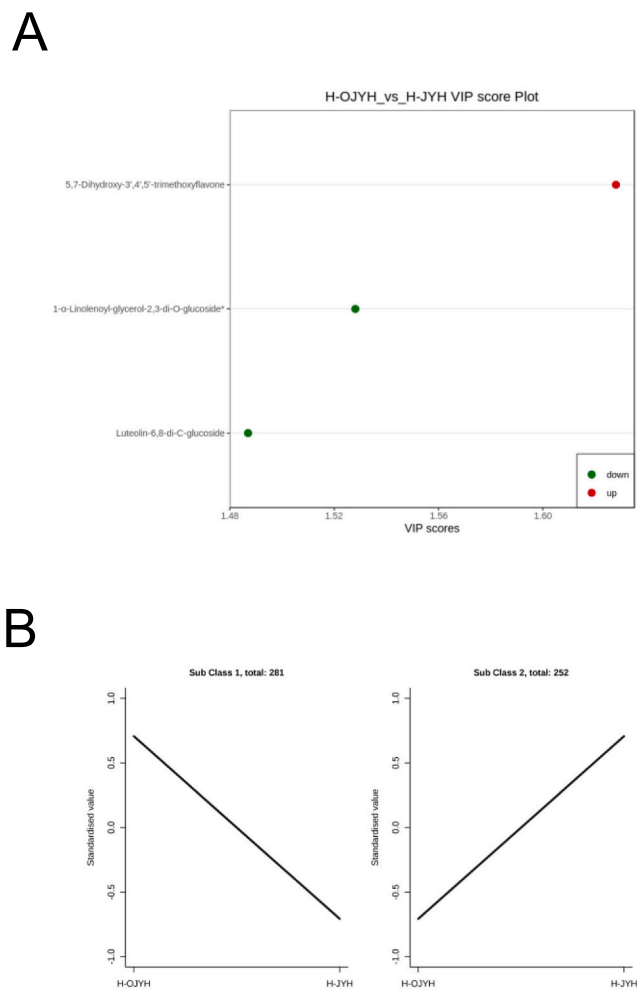 A
H-OJYH_vs_H-JYH VIP score Plot
5,7-Dihydroxy-3',4',5'-trimethoxyflavone
1-α-Linolenoyl-glycerol-2,3-di-O-glucoside*
Luteolin-6,8-di-C-glucoside
down
up
1.48 1.52 1.56 1.60
VIP scores
B
Sub Class 1, total: 281
Standardised value
1.0
0.5
0.0
-0.5
-1.0
H-OJYH H-JYH
Sub Class 2, total: 252
Standardised value
1.0
0.5
0.0
-0.5
-1.0
H-OJYH H-JYH